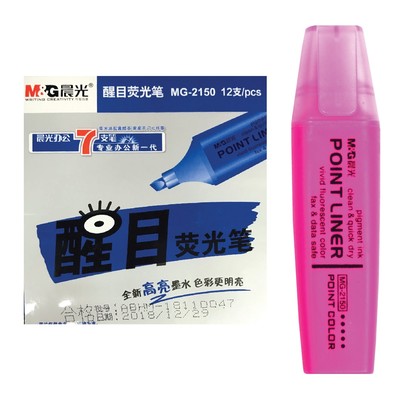 M&G晨光
WRITING CREATIVITY
醒目荧光笔 MG-2150 12支/pcs
晨光办公7支笔
专业办公新一代
POINT LINER
醒目荧光笔
全新高亮墨水 色彩更明亮
2018/12/29
M&G晨光
POINT LINER
pigment ink
clean & quick dry
vivid fluorescent color
fax & data safe
MG-2150
POINT COLOR